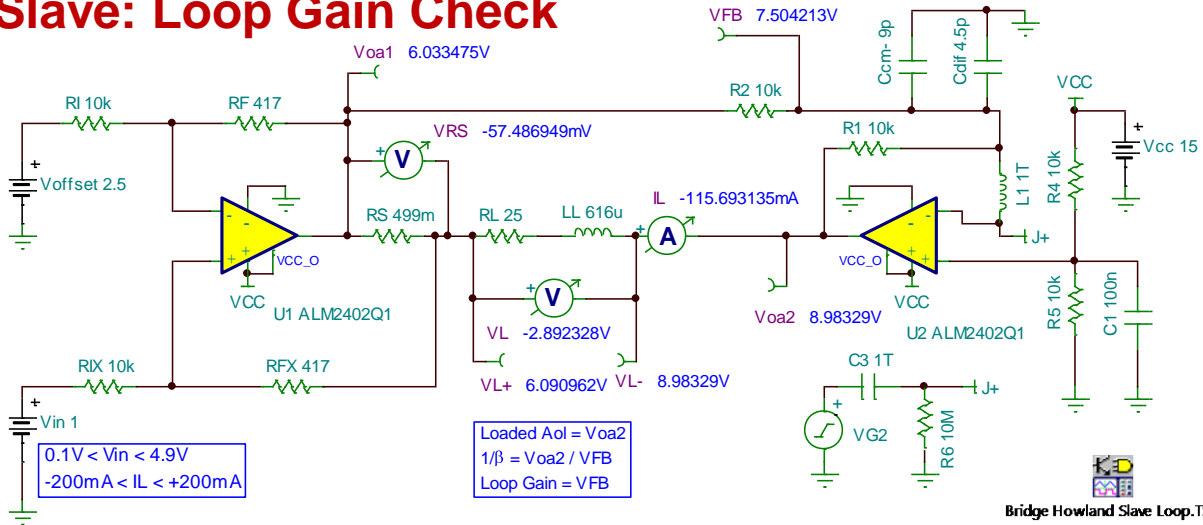 Slave: Loop Gain Check
VFB 7.504213V
Voa1 6.033475V
Ccm- 9p
Cdif 4.5p
RI 10k
RF 417
R2 10k
VCC
VRS -57.486949mV
R1 10k
+
V
Vcc 15
+
Voffset 2.5
L1 1T
R4 10k
IL -115.693135mA
RS 499m
RL 25
LL 616u
+
A
J+
VCC_O
VCC_O
VCC
U1 ALM2402Q1
+
V
VCC
U2 ALM2402Q1
R5 10k
C1 100n
Voa2 8.98329V
VL -2.892328V
RIX 10k
RFX 417
VL+ 6.090962V
VL- 8.98329V
C3 1T
J+
+
Vin 1
+
VG2
R6 10M
0.1V < Vin < 4.9V
-200mA < IL < +200mA
Loaded Aol = Voa2
1/β = Voa2 / VFB
Loop Gain = VFB
Bridge Howland Slave Loop.T